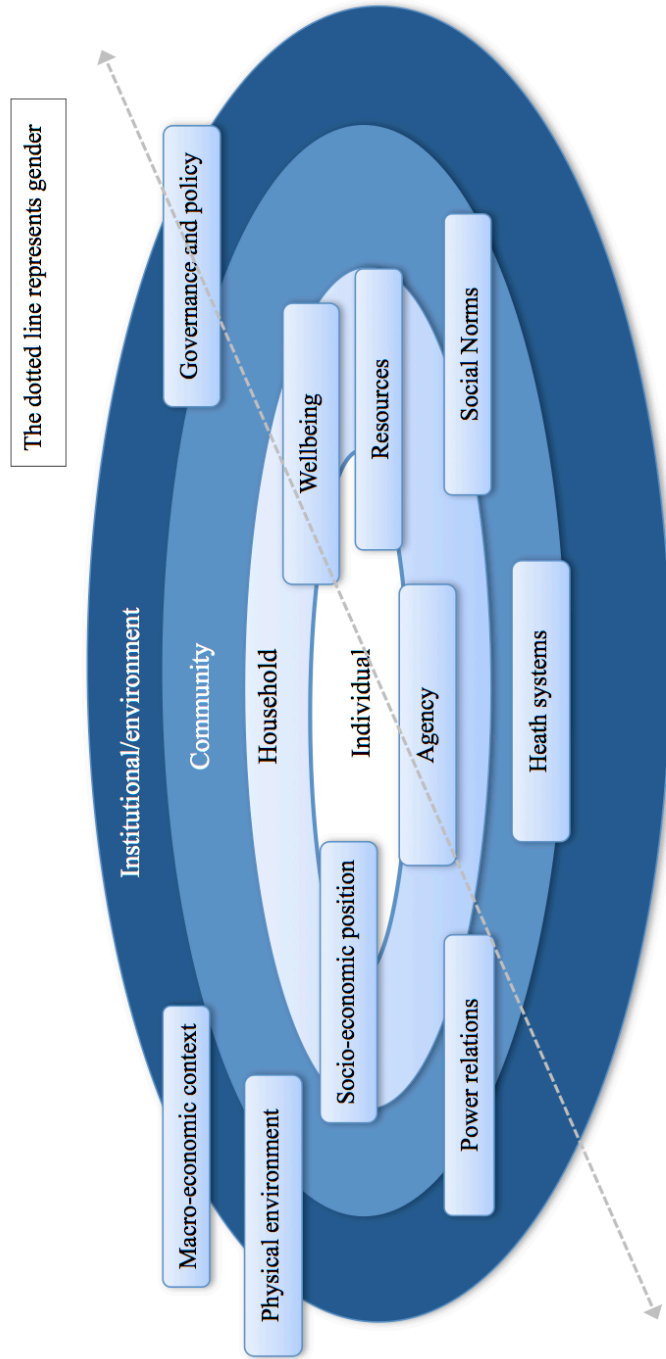 The dotted line represents gender
Institutional/environment
Macro-economic context
Governance and policy
Community
Physical environment
Household
Wellbeing
Socio-economic position
Individual
Resources
Agency
Power relations
Social Norms
Heath systems